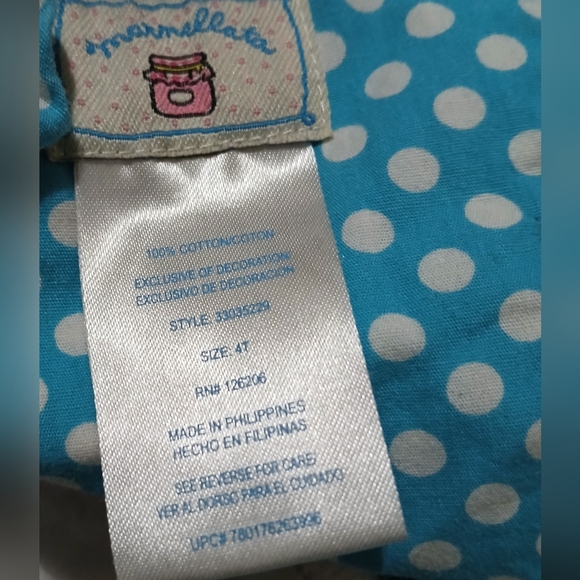 marmellata
100% COTTON/COTON
EXCLUSIVE OF DECORATION
EXCLUSIVO DE DECORACION
STYLE: 33035229
SIZE: 4T
RN# 126206
MADE IN PHILIPPINES
HECHO EN FILIPINAS
SEE REVERSE FOR CARE/
VER AL DORSO PARA EL CUIDADO
UPC# 780176263936